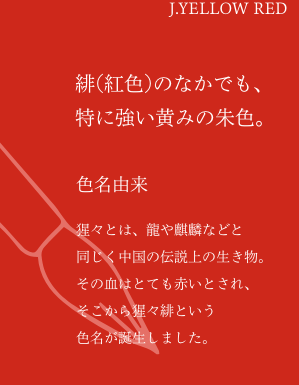 J.YELLOW RED
緋(紅色)のなかでも、
特に強い黄みの朱色。
色名由来
猩々とは、龍や麒麟などと
同じく中国の伝説上の生き物。
その血はとても赤いとされ、
そこから猩々緋という
色名が誕生しました。